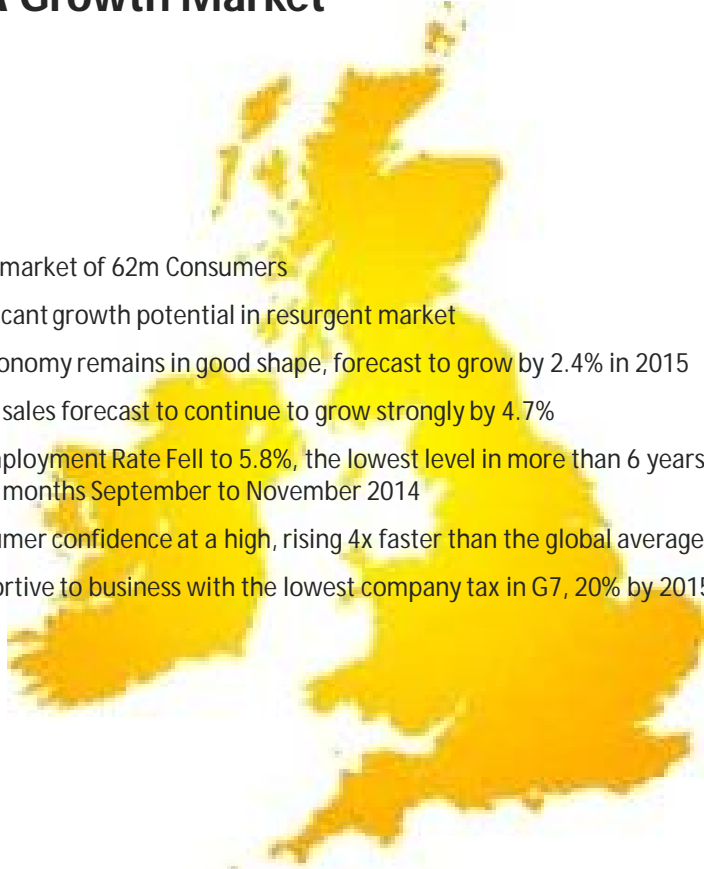 Growth Market
market of 62m Consumers
cant growth potential in resurgent market
onomy remains in good shape, forecast to grow by 2.4% in 2015
sales forecast to continue to grow strongly by 4.7%
ployment Rate Fell to 5.8%, the lowest level in more than 6 years
months September to November 2014
umer confidence at a high, rising 4x faster than the global average
ortive to business with the lowest company tax in G7, 20% by 2015